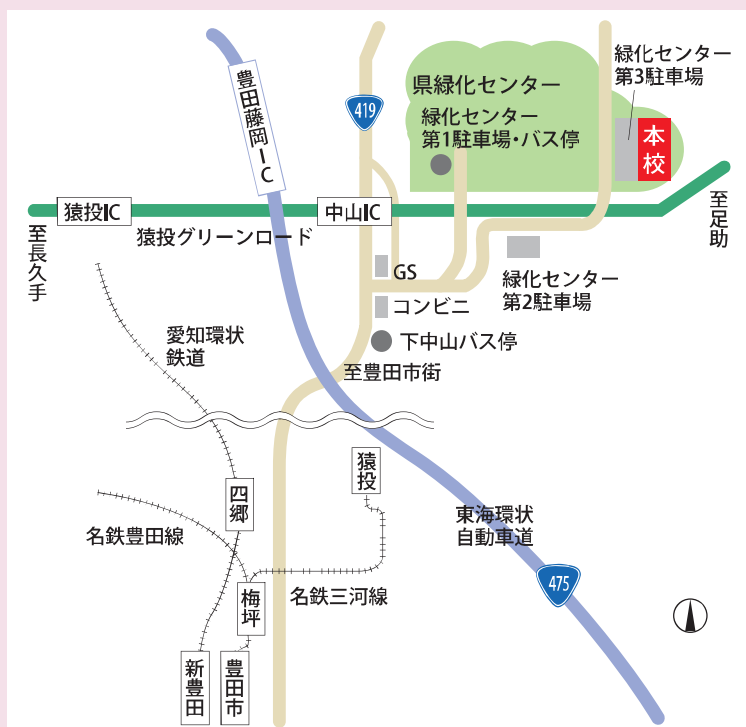 豊田藤岡IC
419
県緑化センター
緑化センター
第1駐車場・バス停
緑化センター
第3駐車場
本校
猿投IC
中山IC
至足助
至長久手
猿投グリーンロード
GS
緑化センター
第2駐車場
コンビニ
愛知環状
鉄道
下中山バス停
至豊田市街
猿投
四郷
名鉄豊田線
東海環状
自動車道
475
梅坪
名鉄三河線
新豊田
豊田市